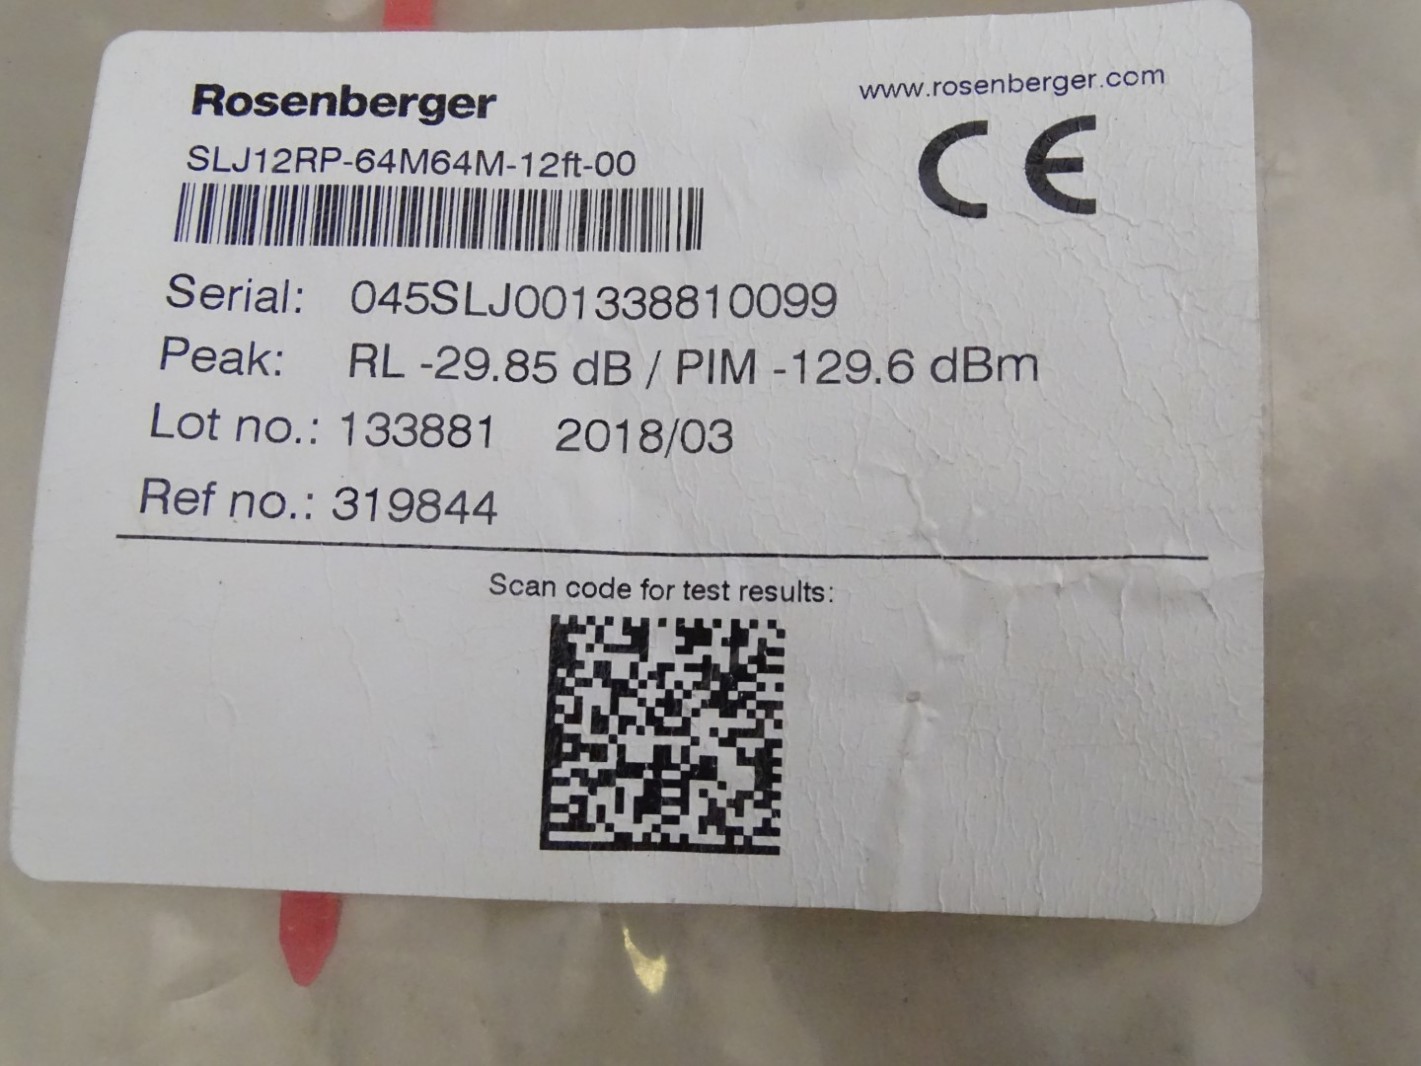 Rosenberger
www.rosenberger.com
SLJ12RP-64M64M-12ft-00
CE
Serial: 045SLJ001338810099
Peak: RL -29.85 dB / PIM -129.6 dBm
Lot no.: 133881 2018/03
Ref no.: 319844
Scan code for test results: